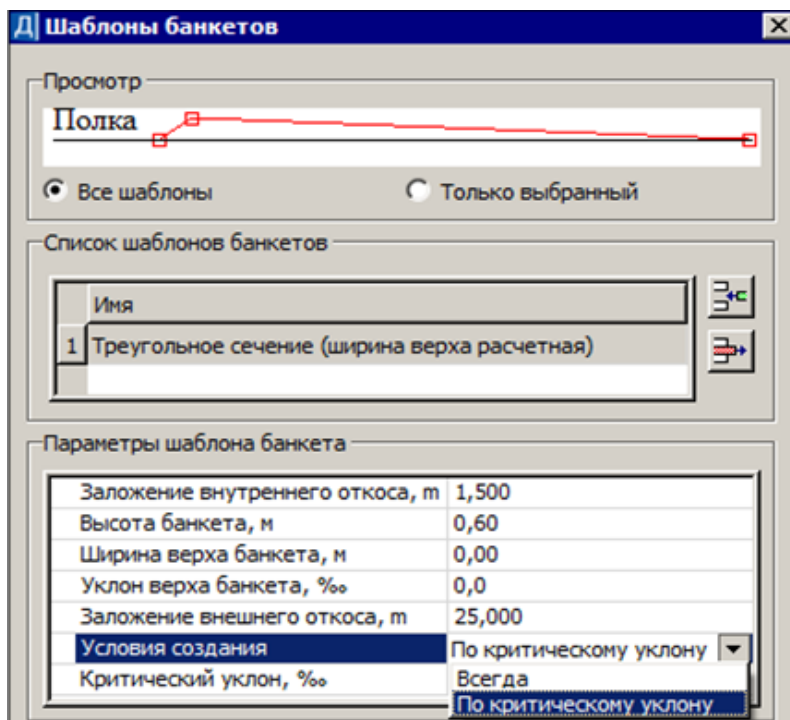 Д Шаблоны банкетов
Просмотр
Полка
Все шаблоны Только выбранный
Список шаблонов банкетов
Имя
1 Треугольное сечение (ширина верха расчетная)
Параметры шаблона банкета
Заложение внутреннего откоса, m 1,500
Высота банкета, м 0,60
Ширина верха банкета, м 0,00
Уклон верха банкета, ‰ 0,0
Заложение внешнего откоса, m 25,000
Условия создания По критическому уклону
Критический уклон, ‰ Всегда
По критическому уклону